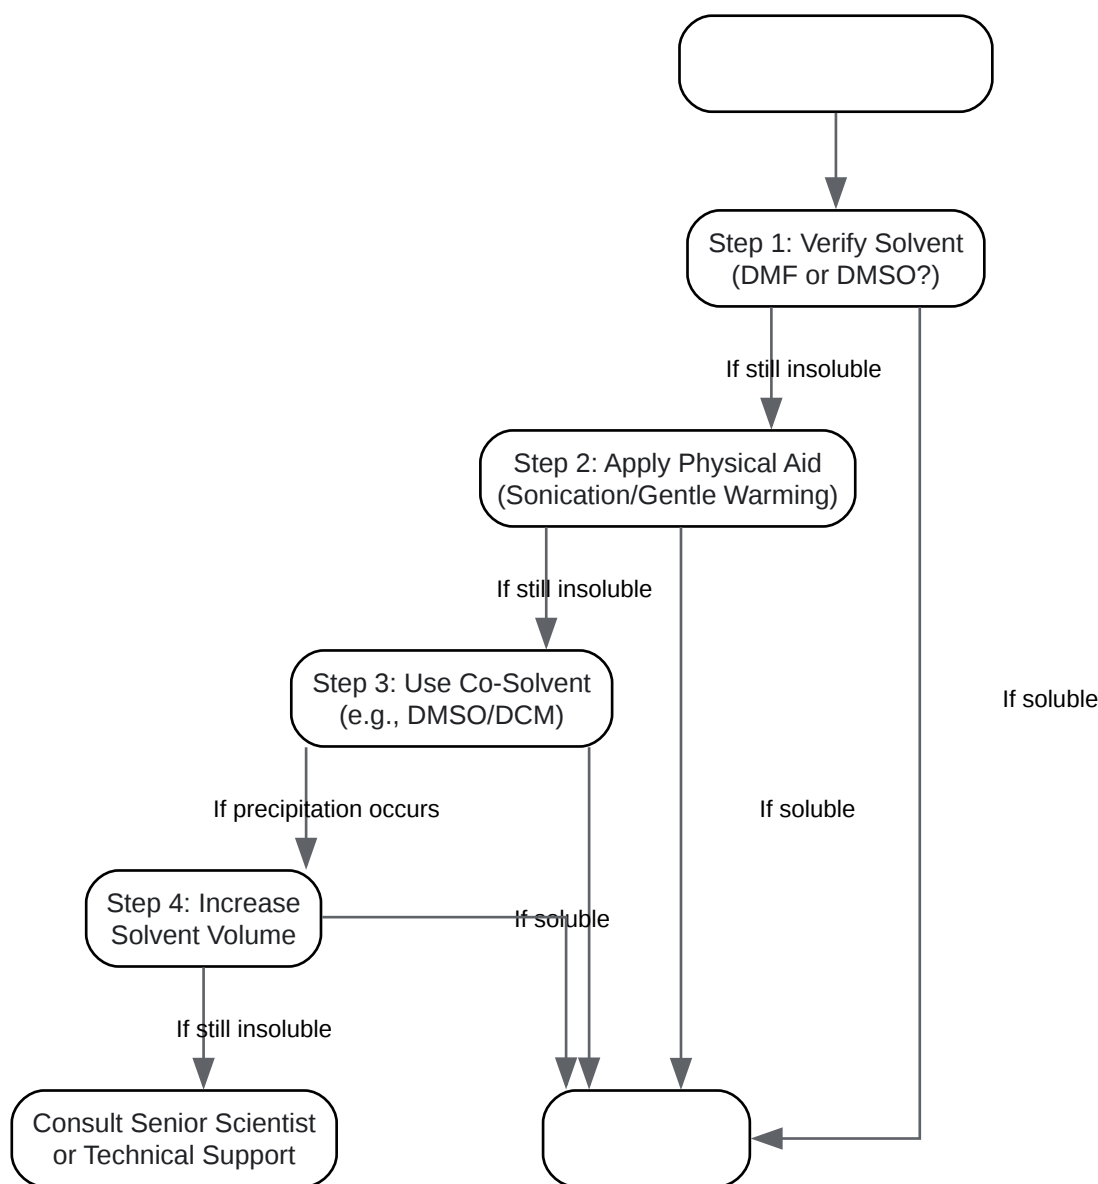 Step 1: Verify Solvent
(DMF or DMSO?)
If still insoluble
Step 2: Apply Physical Aid
(Sonication/Gentle Warming)
If still insoluble
Step 3: Use Co-Solvent
(e.g., DMSO/DCM)
If soluble
If precipitation occurs
If soluble
Step 4: Increase
Solvent Volume
If soluble
If still insoluble
Consult Senior Scientist
or Technical Support